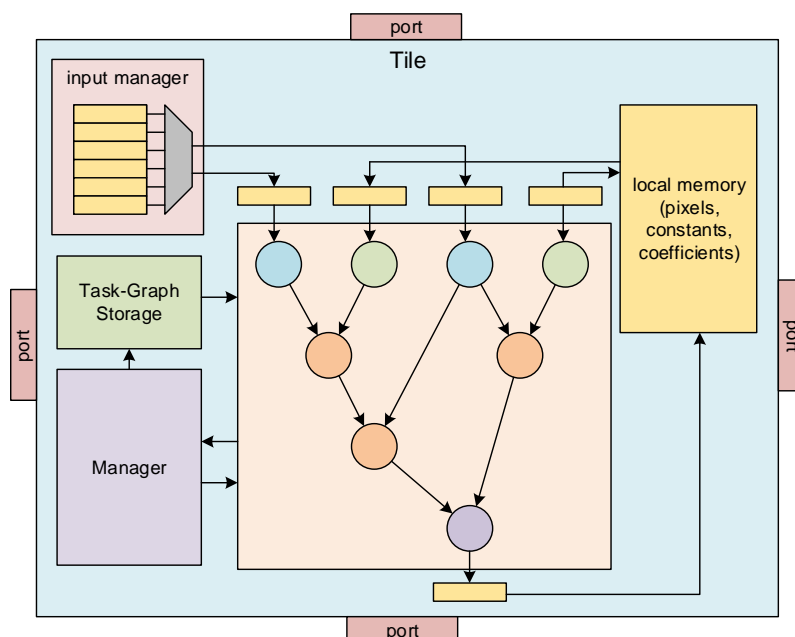 port
Tile
input manager
local memory
(pixels,
constants,
coefficients)
Task-Graph
Storage
port
port
Manager
port